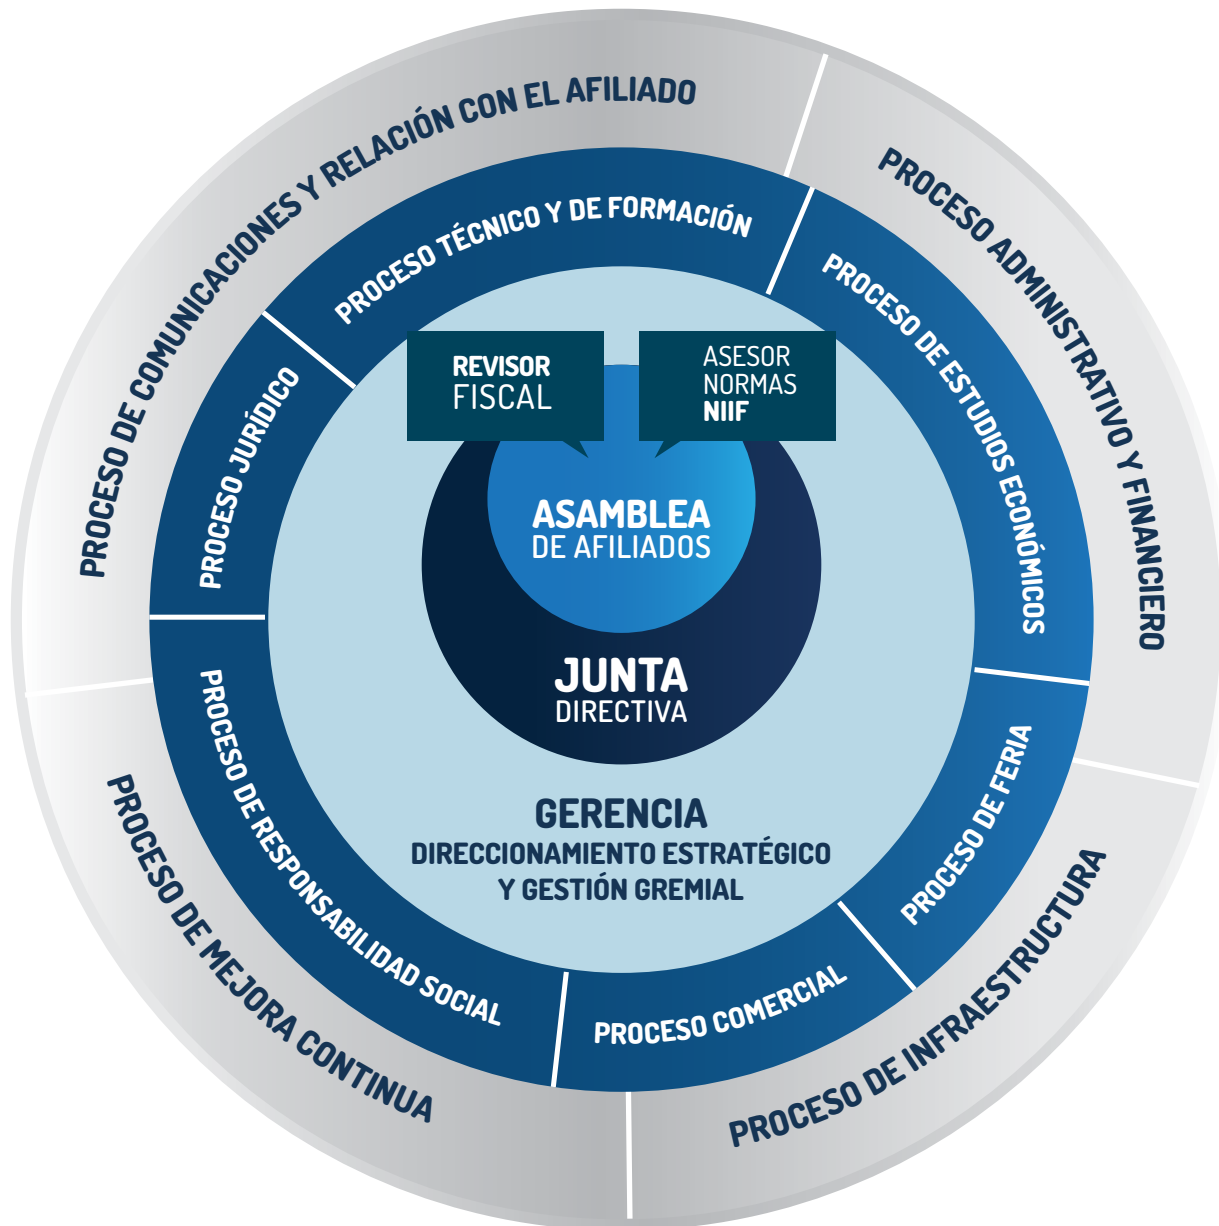 PROCESO DE COMUNICACIONES Y RELACIÓN CON EL AFILIADO
PROCESO ADMINISTRATIVO Y FINANCIERO
PROCESO TÉCNICO Y DE FORMACIÓN
PROCESO DE ESTUDIOS ECONÓMICOS
PROCESO JURÍDICO
REVISOR
FISCAL
ASESOR
NORMAS
NIIF
ASAMBLEA
DE AFILIADOS
JUNTA
DIRECTIVA
GERENCIA
DIRECCIONAMIENTO ESTRATÉGICO
Y GESTIÓN GREMIAL
PROCESO DE RESPONSABILIDAD SOCIAL
PROCESO DE FERIA
PROCESO COMERCIAL
PROCESO DE MEJORA CONTINUA
PROCESO DE INFRAESTRUCTURA